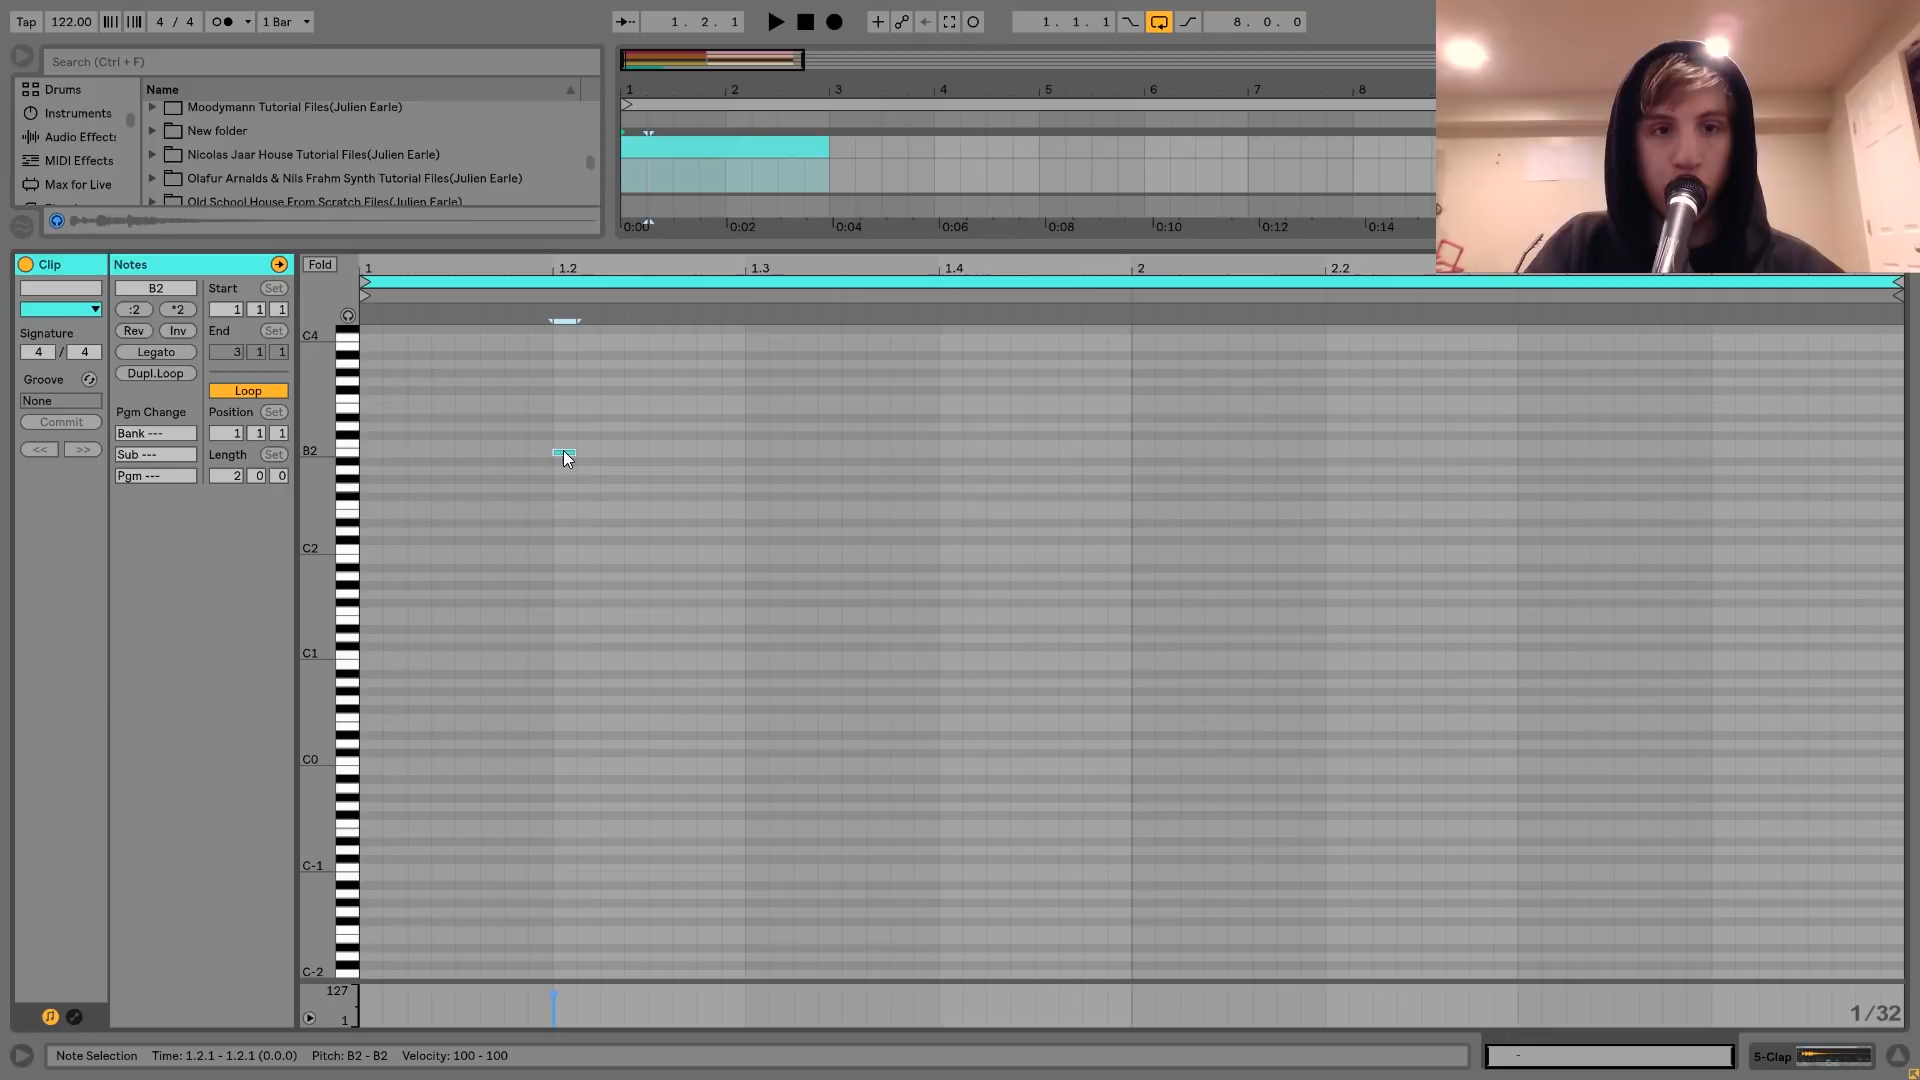 Tap 122.00 4 / 4 1 Bar 1. 2. 1 1. 1. 1 8. 0. 0
Search (Ctrl + F)
Drums
Instruments
Audio Effects
MIDI Effects
Max for Live
Name
Moodymann Tutorial Files(Julien Earle)
New folder
Nicolas Jaar House Tutorial Files(Julien Earle)
Olafur Arnalds & Nils Frahm Synth Tutorial Files(Julien Earle)
Old School House From Scratch Files(Julien Earle)
1 2 3 4 5 6 7 8
0:00 0:02 0:04 0:06 0:08 0:10 0:12 0:14
Clip
Signature
4 / 4
Groove
None
Commit
<< >>
Notes
B2
:2 *2
Rev Inv
Legato
Dupl.Loop
Pgm Change
Bank ---
Sub ---
Pgm ---
Start Set
1 1 1
End Set
3 1 1
Loop
Position Set
1 1 1
Length Set
2 0 0
Fold
1 1.2 1.3 1.4 2 2.2
C4
B2
C2
C1
C0
C-1
C-2
127
1
1/32
Note Selection Time: 1.2.1 - 1.2.1 (0.0.0) Pitch: B2 - B2 Velocity: 100 - 100
-
5-Clap